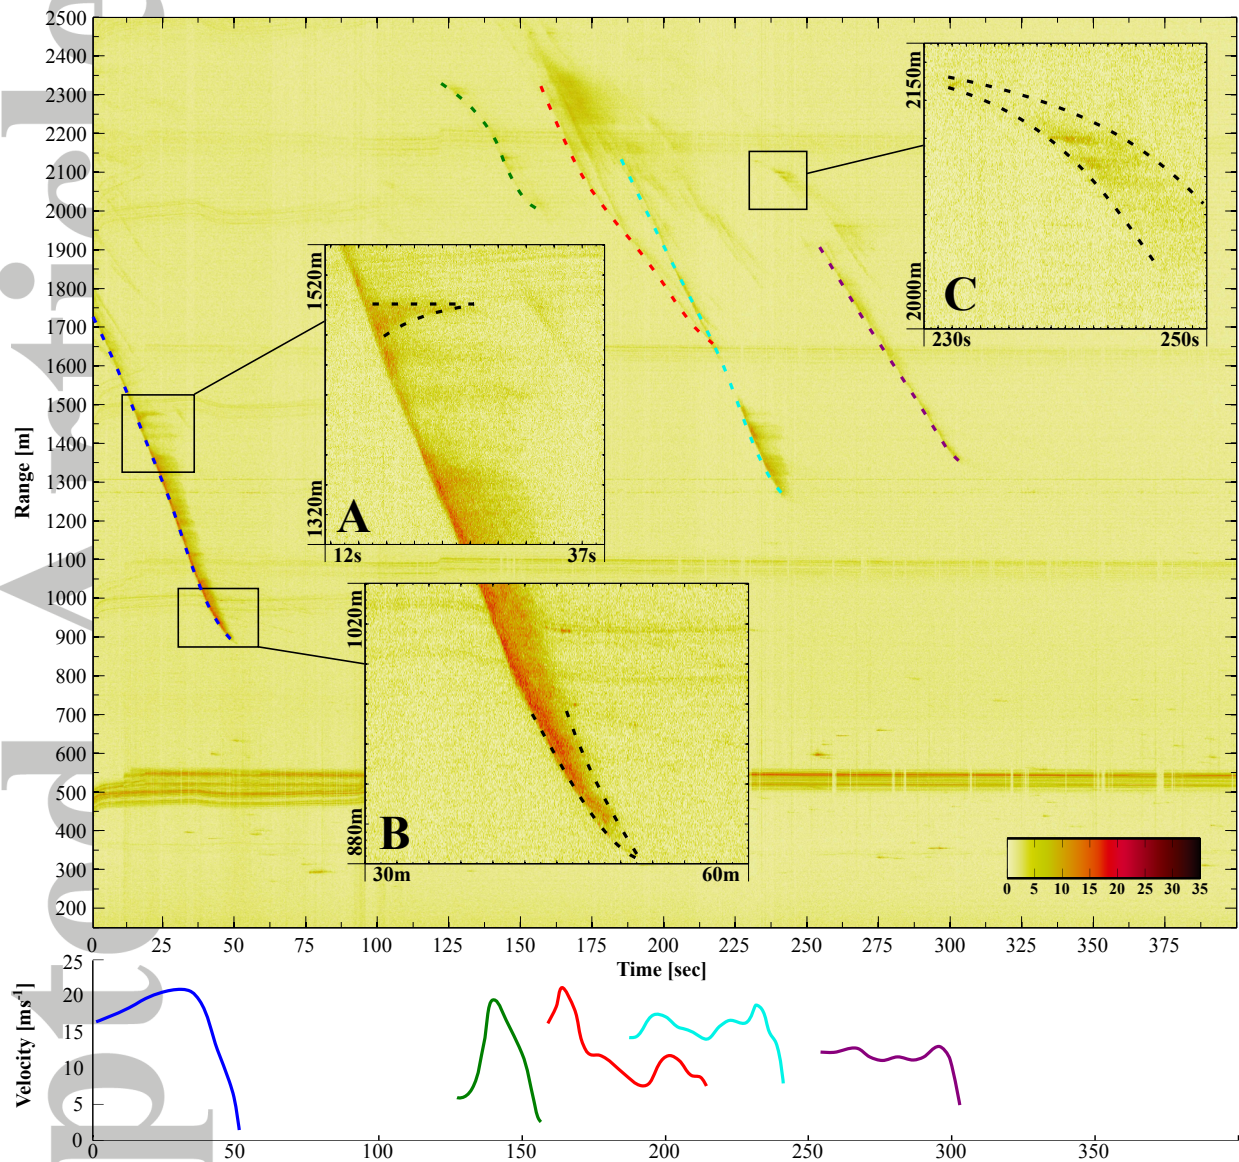 Accepted Article
2500
2400
2300
2200
2100
2000
1900
1800
1700
1600
1500
1400
1300
1200
1100
1000
900
800
700
600
500
400
300
200
Range [m]
0 25 50 75 100 125 150 175 200 225 250 275 300 325 350 375
Time [sec]
1520m
1320m
A
12s 37s
1020m
880m
B
30m 60m
2150m
2000m
C
230s 250s
0 5 10 15 20 25 30 35
25
20
15
10
5
0
Velocity [ms-1]
0 50 100 150 200 250 300 350